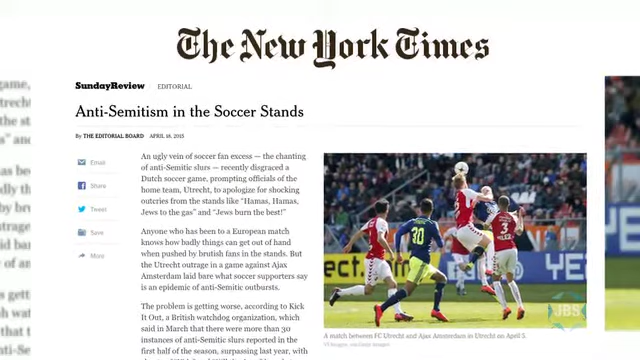 The New York Times
SundayReview EDITORIAL
Anti-Semitism in the Soccer Stands
By THE EDITORIAL BOARD APRIL 18, 2015
Email
Share
Tweet
Save
More
An ugly vein of soccer fan excess — the chanting
of anti-Semitic slurs — recently disgraced a
Dutch soccer game, prompting officials of the
home team, Utrecht, to apologize for shocking
outcries from the stands like “Hamas, Hamas,
Jews to the gas” and “Jews burn the best!”
Anyone who has been to a European match
knows how badly things can get out of hand
when pushed by brutish fans in the stands. But
the Utrecht outrage in a game against Ajax
Amsterdam laid bare what soccer supporters say
is an epidemic of anti-Semitic outbursts.
The problem is getting worse, according to Kick
It Out, a British watchdog organization, which
said in March that there were more than 30
instances of anti-Semitic slurs reported in the
first half of the season, surpassing last year, with
30
3
JBS
A match between FC Utrecht and Ajax Amsterdam in Utrecht on April 5.